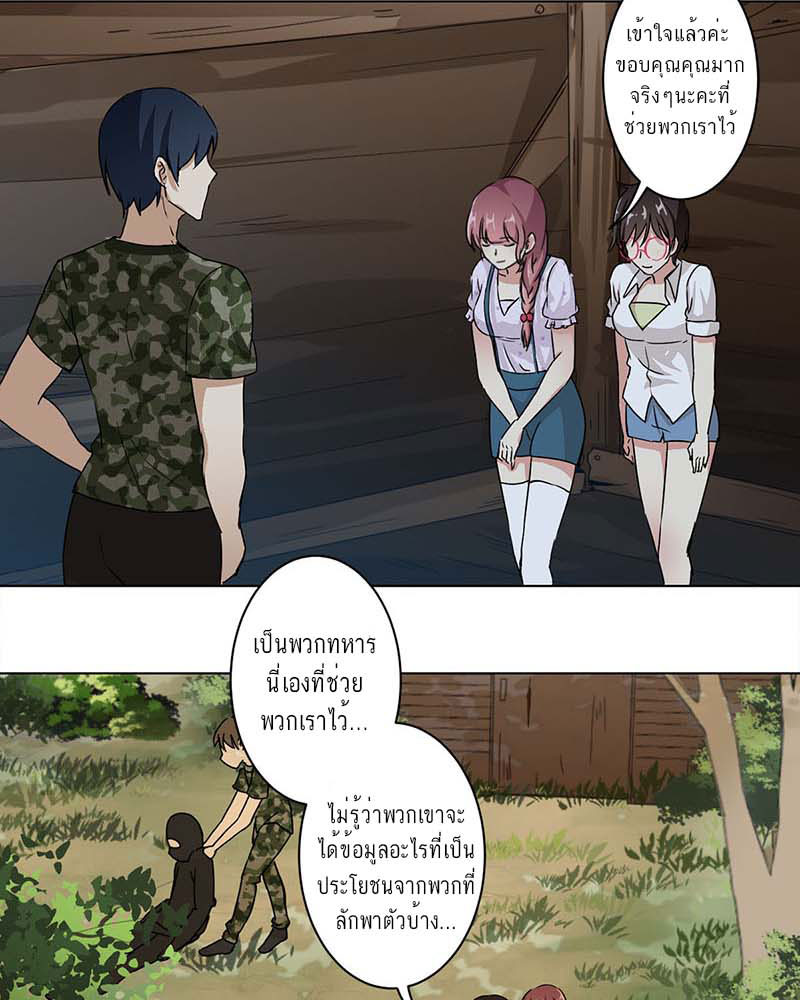 เข้าใจแล้วค่ะ
ขอบคุณคุณมาก
จริงๆนะคะที่
ช่วยพวกเราไว้
เป็นพวกทหาร
นี่เองที่ช่วย
พวกเราไว้...
ไม่รู้ว่าพวกเขาจะ
ได้ข้อมูลอะไรที่เป็น
ประโยชนจากพวกที่
ลักพาตัวบ้าง...